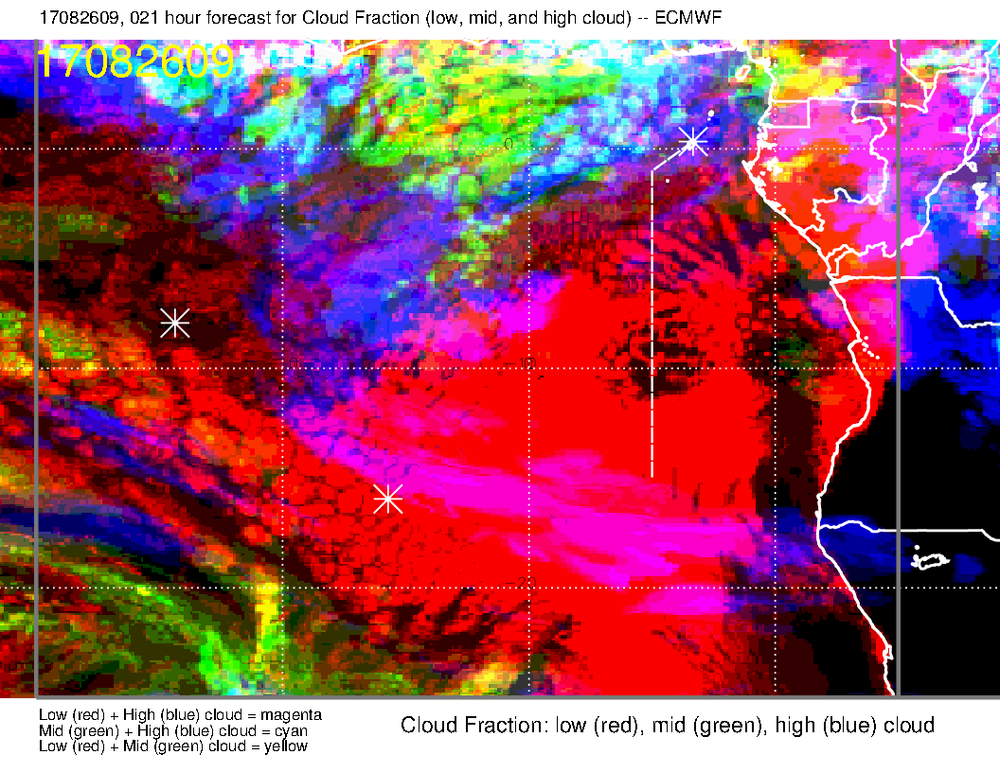 17082609, 021 hour forecast for Cloud Fraction (low, mid, and high cloud) -- ECMWF
17082609
0
-10
-20
Low (red) + High (blue) cloud = magenta
Mid (green) + High (blue) cloud = cyan
Low (red) + Mid (green) cloud = yellow
Cloud Fraction: low (red), mid (green), high (blue) cloud